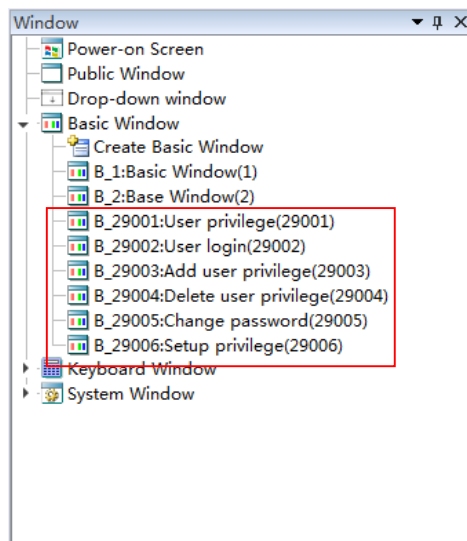 Window
Power-on Screen
Public Window
Drop-down window
Basic Window
Create Basic Window
B_1:Basic Window(1)
B_2:Base Window(2)
B_29001:User privilege(29001)
B_29002:User login(29002)
B_29003:Add user privilege(29003)
B_29004:Delete user privilege(29004)
B_29005:Change password(29005)
B_29006:Setup privilege(29006)
Keyboard Window
System Window